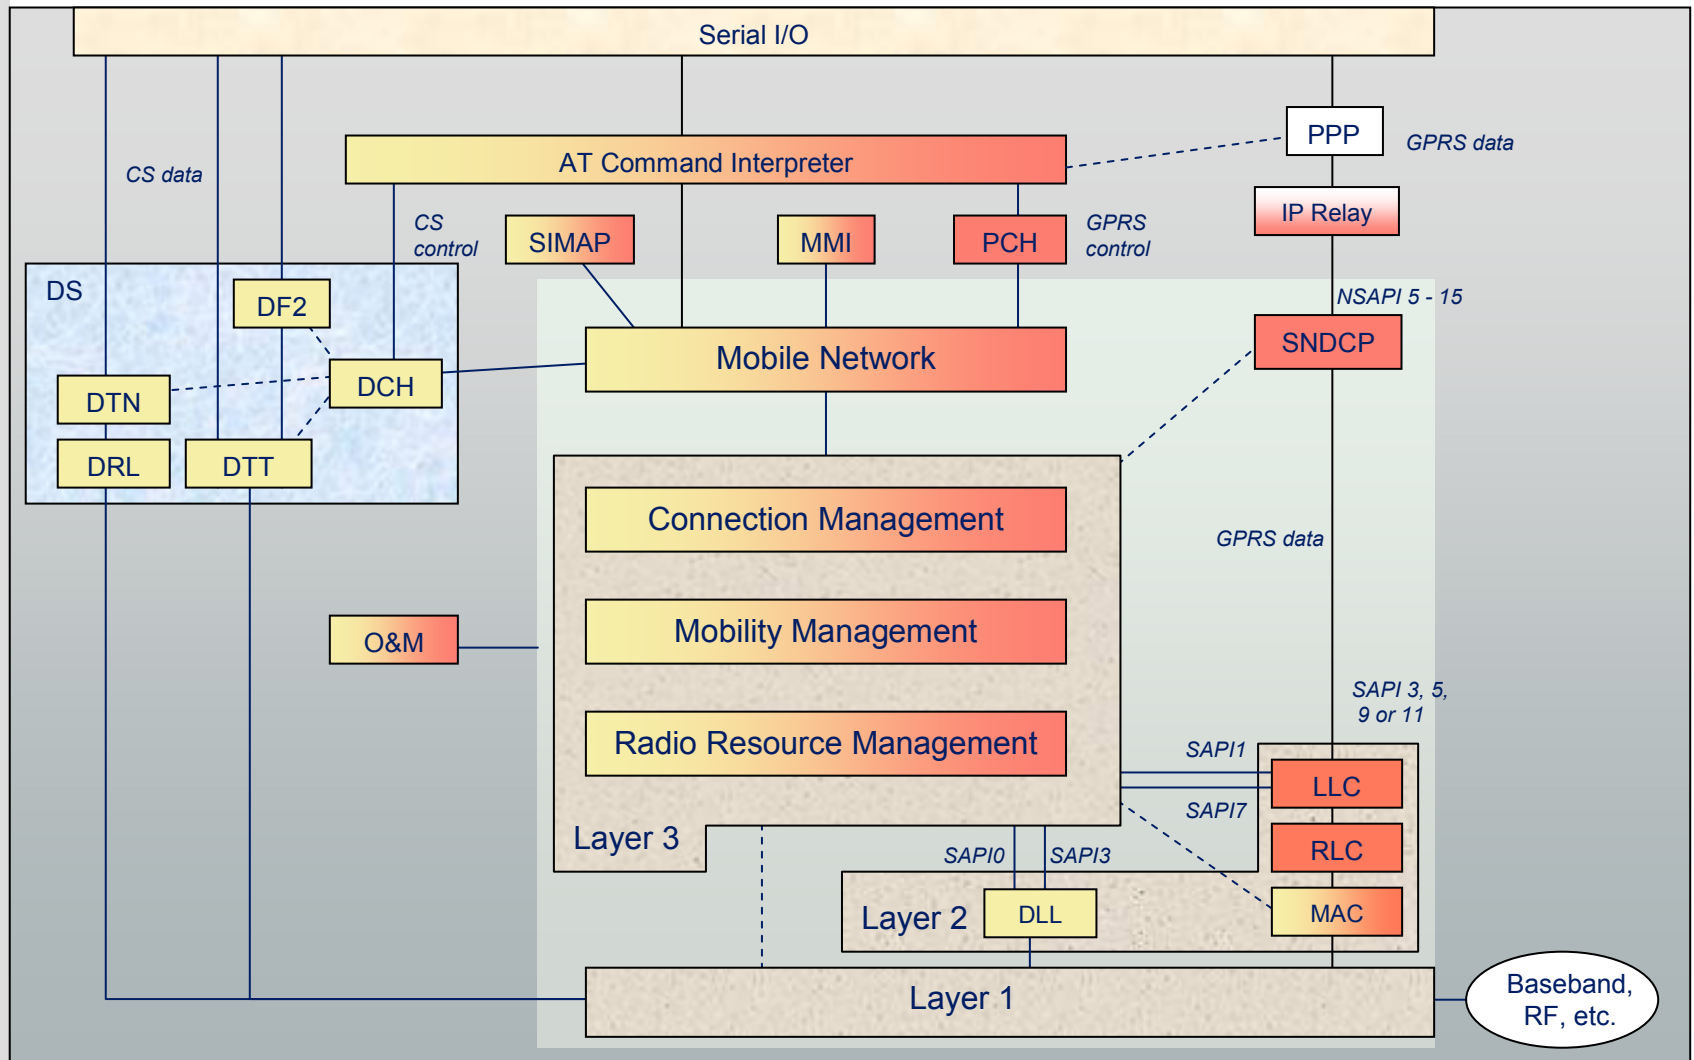 Serial I/O
PPP
GPRS data
AT Command Interpreter
CS data
IP Relay
CS
control
SIMAP
MMI
PCH
GPRS
control
DS
DF2
NSAPI 5 - 15
SNDCP
Mobile Network
DCH
DTN
DRL
DTT
Connection Management
GPRS data
Mobility Management
O&M
SAPI 3, 5,
9 or 11
Radio Resource Management
SAPI1
LLC
SAPI7
Layer 3
SAPI0
SAPI3
RLC
Layer 2
DLL
MAC
Layer 1
Baseband,
RF, etc.